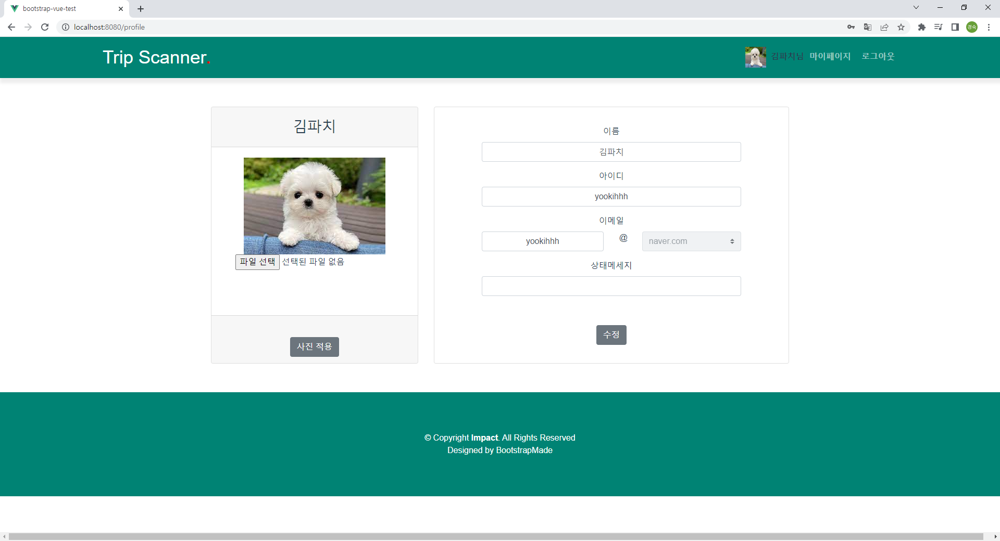 bootstrap-vue-test
localhost:8080/profile
경숙
Trip Scanner.
김파치님 마이페이지 로그아웃
김파치
파일 선택 선택된 파일 없음
사진 적용
이름
김파치
아이디
yookihhh
이메일
yookihhh @ naver.com
상태메세지
수정
© Copyright Impact. All Rights Reserved
Designed by BootstrapMade